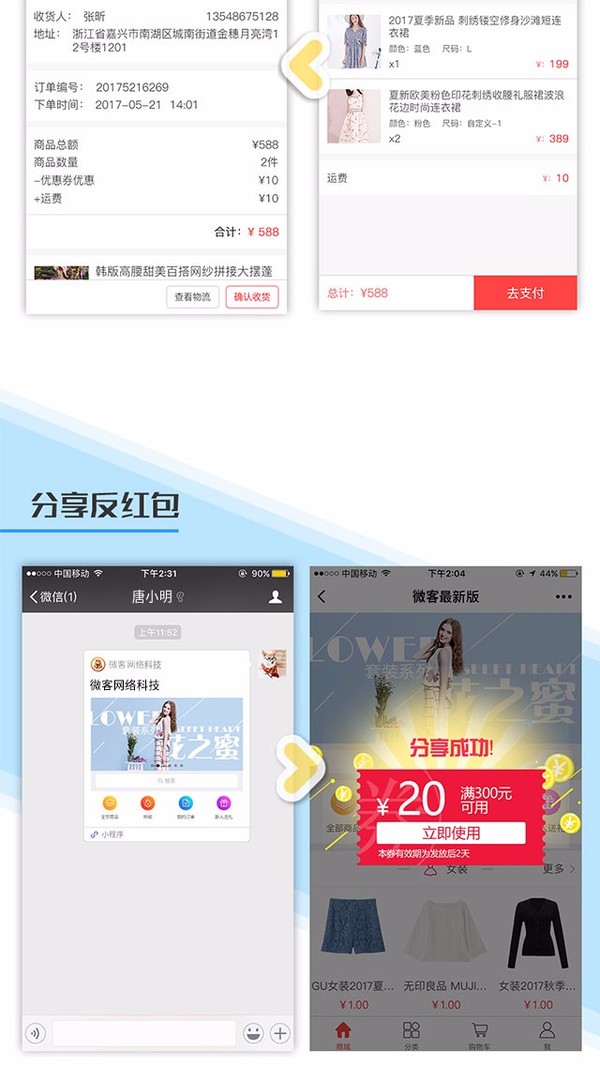 收货人： 张昕 13548675128
地址： 浙江省嘉兴市南湖区城南街道金穗月亮湾1
2号楼1201
订单编号： 20175216269
下单时间： 2017-05-21 14:01
商品总额 ¥588
商品数量 2件
-优惠券优惠 ¥10
+运费 ¥10
合计：¥ 588
韩版高腰甜美百搭网纱拼接大摆蓬
查看物流 确认收货
2017夏季新品 刺绣镂空修身沙滩短连
衣裙
颜色：蓝色 尺码：L
x1 ¥：199
夏新欧美粉色印花刺绣收腰礼服裙波浪
花边时尚连衣裙
颜色：粉色 尺码：自定义-1
x2 ¥：389
运费 ¥：10
总计：¥588 去支付
分享反红包
中国移动 下午2:31 90%
微信(1) 唐小明
上午11:52
微客网络科技
微客网络科技
LOWER
套装系列 SWEET HEART
花之蜜
搜索
全部商品 热销 我的订单 新人送礼
小程序
中国移动 下午2:04 44%
微客最新版
LOWER
套装系列 SWEET HEART
花之蜜
分享成功!
券
¥ 20 满300元
可用
立即使用
本券有效期为发放后2天
全部商品
送礼
女装 更多
GU女装2017夏... 无印良品 MUJI... 女装2017秋季...
¥1.00 ¥1.00 ¥1.00
商城 分类 购物车 我